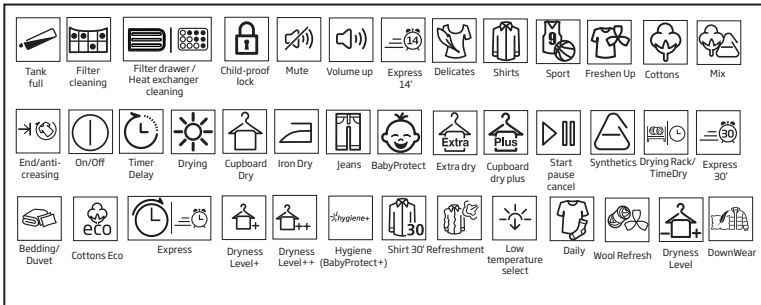 14
9
Tank full
Filter cleaning
Filter drawer / Heat exchanger cleaning
Child-proof lock
Mute
Volume up
Express 14'
Delicates
Shirts
Sport
Freshen Up
Cottons
Mix
Extra
Plus
30
End/anti-creasing
On/Off
Timer Delay
Drying
Cupboard Dry
Iron Dry
Jeans
BabyProtect
Extra dry
Cupboard dry plus
Start pause cancel
Synthetics
Drying Rack/ TimeDry
Express 30'
eco
+
++
hygiene+
30
- +
Bedding/ Duvet
Cottons Eco
Express
Dryness Level+
Dryness Level++
Hygiene (BabyProtect+)
Shirt 30'
Refreshment
Low temperature select
Daily
Wool Refresh
Dryness Level
DownWear